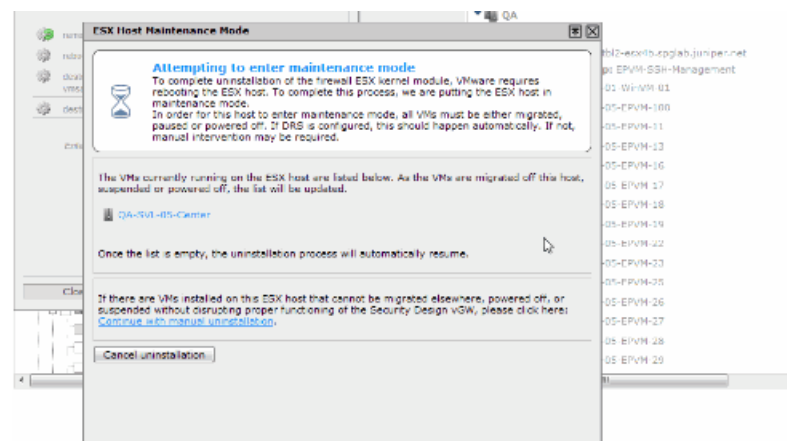 QA
ESX Host Maintenance Mode
Attempting to enter maintenance mode
To complete uninstallation of the firewall ESX kernel module, VMware requires
rebooting the ESX host. To complete this process, we are putting the ESX host in
maintenance mode.
In order for this host to enter maintenance mode, all VMs must be either migrated,
paused or powered off. If DRS is configured, this should happen automatically. If not,
manual intervention may be required.
The VMs currently running on the ESX host are listed below. As the VMs are migrated off this host,
suspended or powered off, the list will be updated.
QA-SVL-05-Center
Once the list is empty, the uninstallation process will automatically resume.
If there are VMs installed on this ESX host that cannot be migrated elsewhere, powered off, or
suspended without disrupting proper functioning of the Security Design vGW, please click here:
Continue with manual uninstallation.
Cancel uninstallation
Clos
EPVM-SSH-Management
-05-EPVM-100
-05-EPVM-11
-05-EPVM-13
-05-EPVM-16
-05-EPVM-17
-05-EPVM-18
-05-EPVM-19
-05-EPVM-22
-05-EPVM-23
-05-EPVM-25
-05-EPVM-26
-05-EPVM-27
-05-EPVM-28
-05-EPVM-29